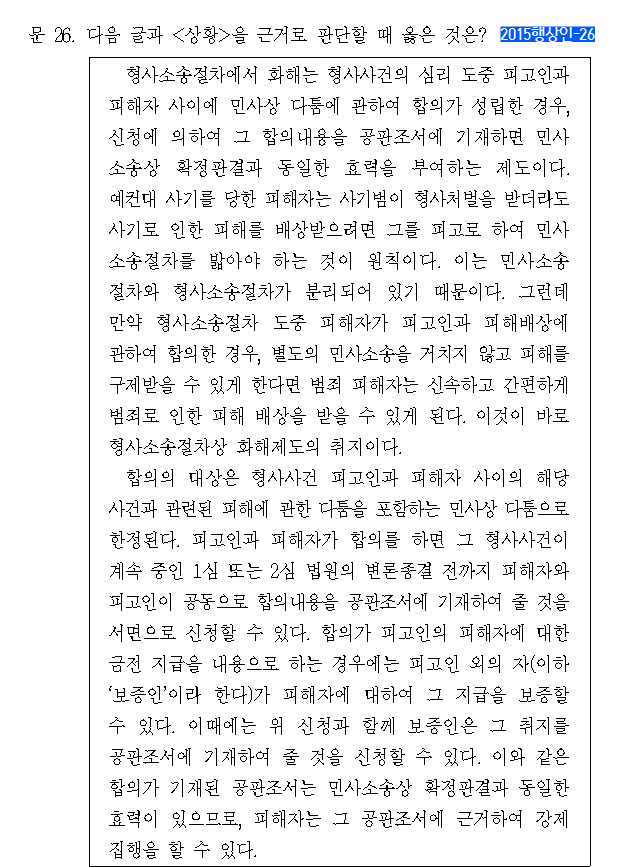 문 26. 다음 글과 <상황>을 근거로 판단할 때 옳은 것은? 2015행상인-26
형사소송절차에서 화해는 형사사건의 심리 도중 피고인과
피해자 사이에 민사상 다툼에 관하여 합의가 성립한 경우,
신청에 의하여 그 합의내용을 공판조서에 기재하면 민사
소송상 확정판결과 동일한 효력을 부여하는 제도이다.
예컨대 사기를 당한 피해자는 사기범이 형사처벌을 받더라도
사기로 인한 피해를 배상받으려면 그를 피고로 하여 민사
소송절차를 밟아야 하는 것이 원칙이다. 이는 민사소송
절차와 형사소송절차가 분리되어 있기 때문이다. 그런데
만약 형사소송절차 도중 피해자가 피고인과 피해배상에
관하여 합의한 경우, 별도의 민사소송을 거치지 않고 피해를
구제받을 수 있게 한다면 범죄 피해자는 신속하고 간편하게
범죄로 인한 피해 배상을 받을 수 있게 된다. 이것이 바로
형사소송절차상 화해제도의 취지이다.
합의의 대상은 형사사건 피고인과 피해자 사이의 해당
사건과 관련된 피해에 관한 다툼을 포함하는 민사상 다툼으로
한정된다. 피고인과 피해자가 합의를 하면 그 형사사건이
계속 중인 1심 또는 2심 법원의 변론종결 전까지 피해자와
피고인이 공동으로 합의내용을 공판조서에 기재하여 줄 것을
서면으로 신청할 수 있다. 합의가 피고인의 피해자에 대한
금전 지급을 내용으로 하는 경우에는 피고인 외의 자(이하
‘보증인’이라 한다)가 피해자에 대하여 그 지급을 보증할
수 있다. 이때에는 위 신청과 함께 보증인은 그 취지를
공판조서에 기재하여 줄 것을 신청할 수 있다. 이와 같은
합의가 기재된 공판조서는 민사소송상 확정판결과 동일한
효력이 있으므로, 피해자는 그 공판조서에 근거하여 강제
집행을 할 수 있다.